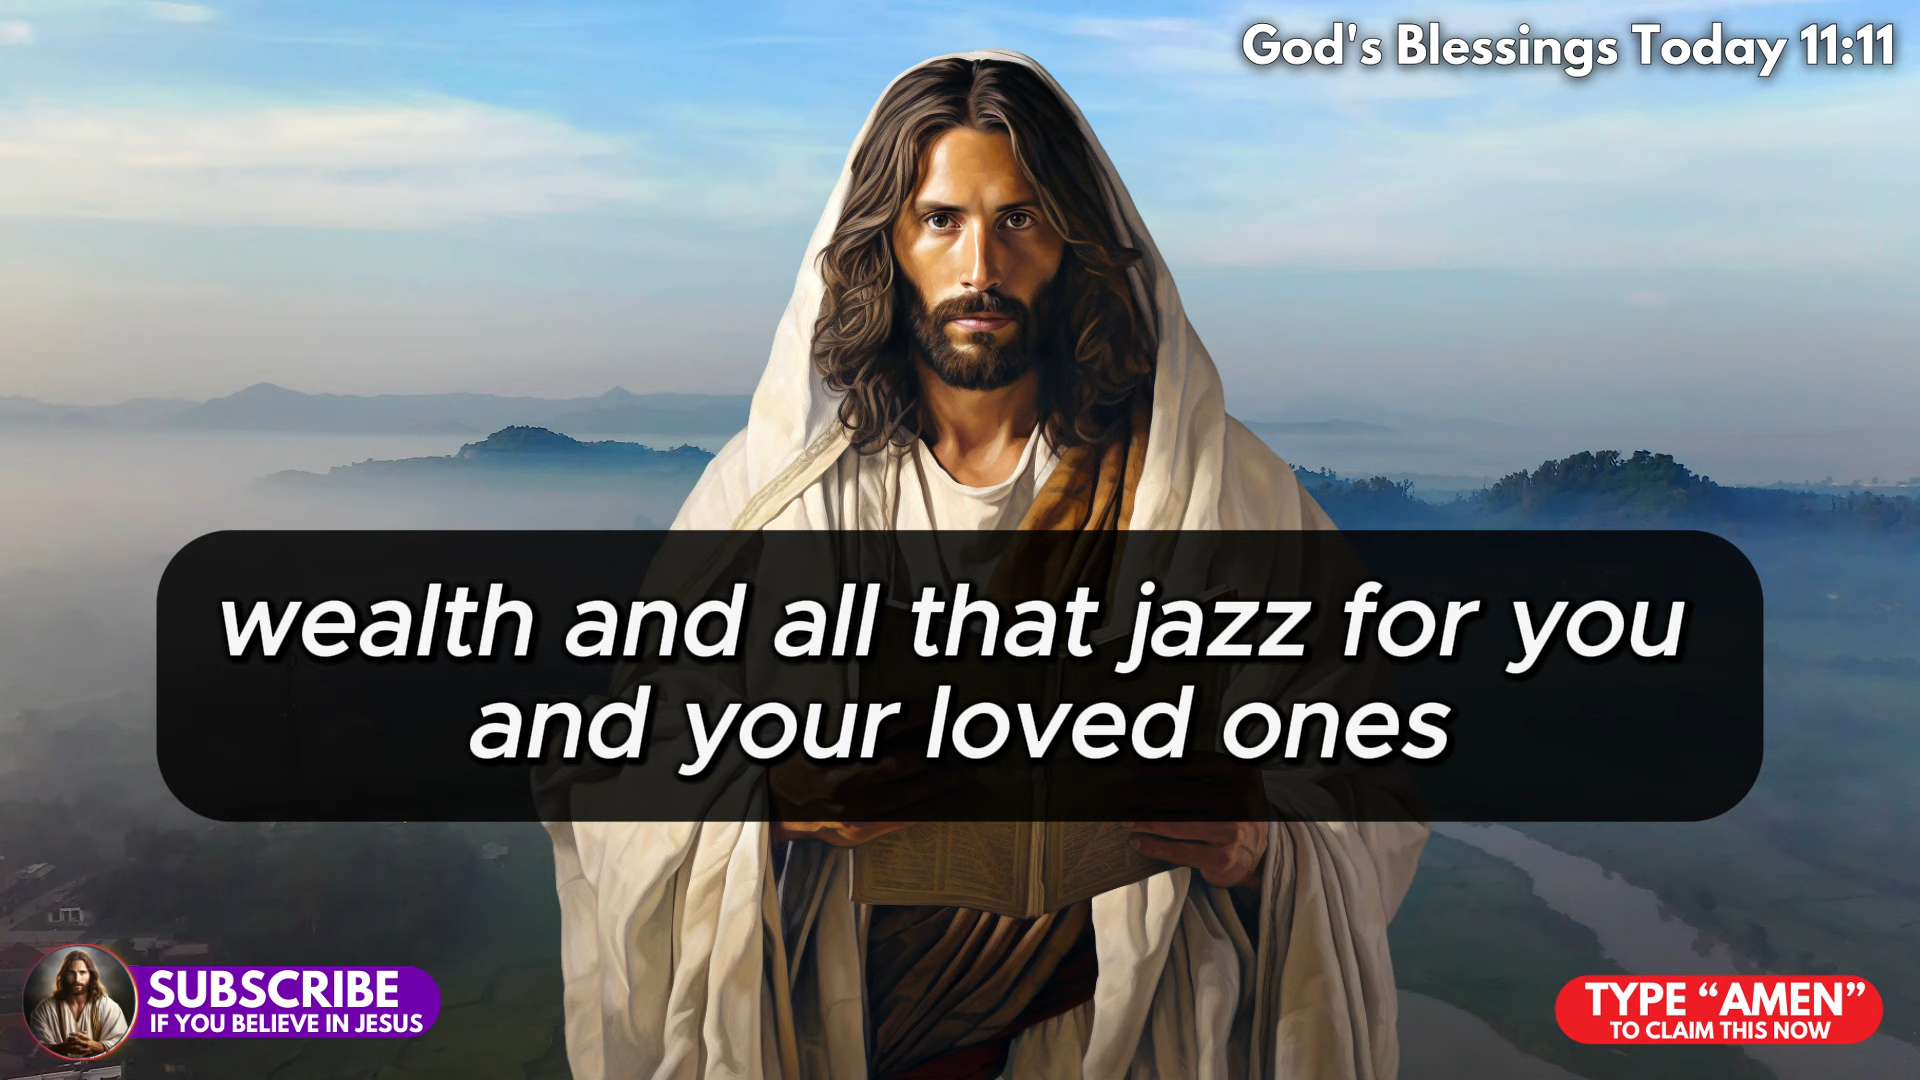 God's Blessings Today 11:11
wealth and all that jazz for you
and your loved ones
SUBSCRIBE
IF YOU BELIEVE IN JESUS
TYPE “AMEN”
TO CLAIM THIS NOW